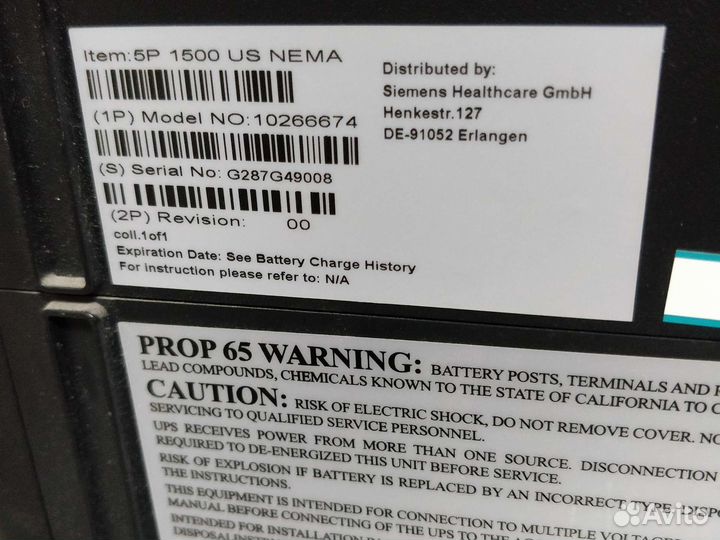 Item:5P 1500 US NEMA
(1P) Model NO:10266674
(S) Serial No: G287G49008
(2P) Revision: 00
coll.1of1
Expiration Date: See Battery Charge History
For instruction please refer to: N/A
Distributed by:
Siemens Healthcare GmbH
Henkestr.127
DE-91052 Erlangen
PROP 65 WARNING: BATTERY POSTS, TERMINALS AND
LEAD COMPOUNDS, CHEMICALS KNOWN TO THE STATE OF CALIFORNIA TO
CAUTION: RISK OF ELECTRIC SHOCK, DO NOT REMOVE COVER. NO
SERVICING TO QUALIFIED SERVICE PERSONNEL.
UPS RECEIVES POWER FROM MORE THAN ONE SOURCE. DISCONNECTION
REQUIRED TO DE-ENERGIZED THIS UNIT BEFORE SERVICE.
RISK OF EXPLOSION IF BATTERY IS REPLACED BY AN INCORRECT TYPE. DISPO
THE INSTRUCTIONS.
THIS EQUIPMENT IS INTENDED FOR CONNECTION TO MULTIPLE VOLTAGE
MANUAL BEFORE CONNECTING OF THE UPS TO THE
INTENDED FOR INSTALLATION
DISPOSAL
Avito